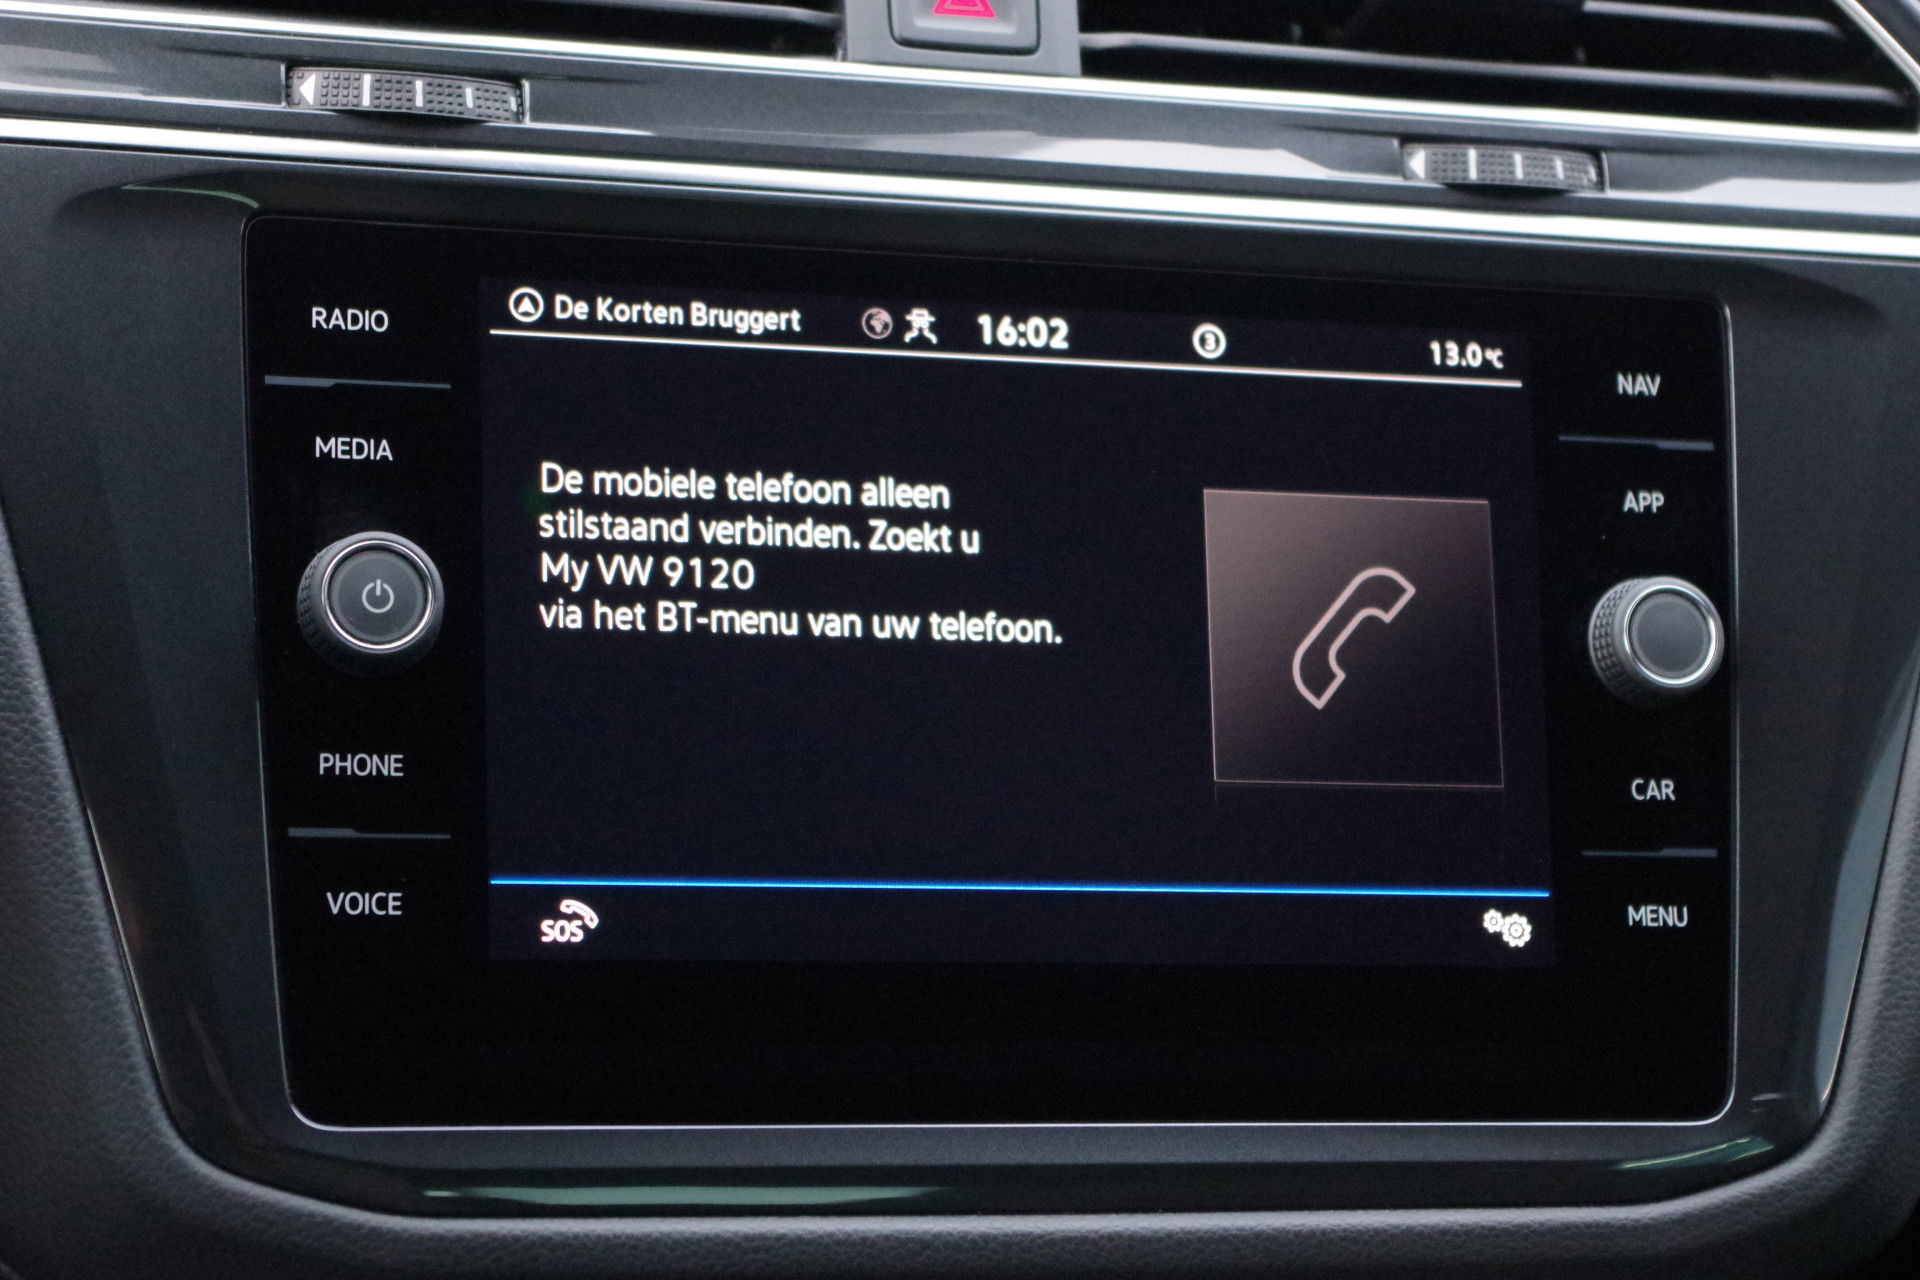 De Korten Bruggert 16:02 3 13.0°C
RADIO
MEDIA
PHONE
VOICE
De mobiele telefoon alleen
stilstaand verbinden. Zoekt u
My VW 9120
via het BT-menu van uw telefoon.
SOS
NAV
APP
CAR
MENU